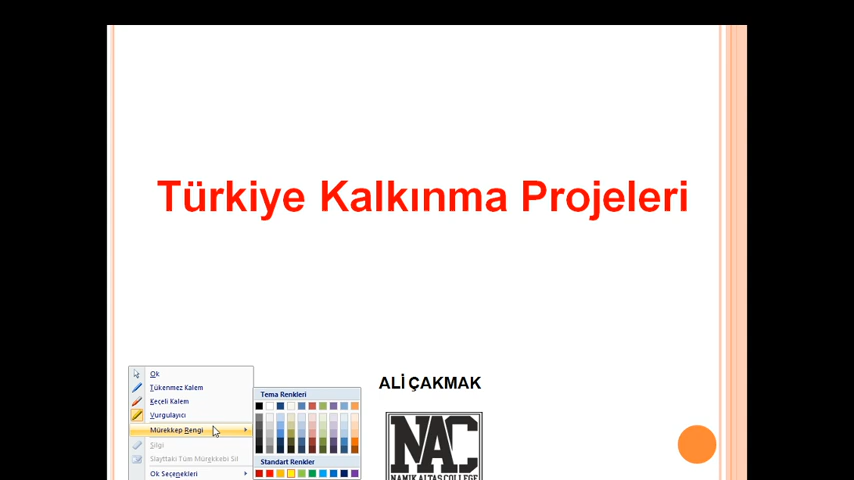 Türkiye Kalkınma Projeleri
ALİ ÇAKMAK
Ok
Tükenmez Kalem
Keçeli Kalem
Vurgulayıcı
Mürekkep Rengi
Silgi
Slayttaki Tüm Mürekkebi Sil
Ok Seçenekleri
Tema Renkleri
Standart Renkler
NAC
NAMIK ALTAS COLLEGE